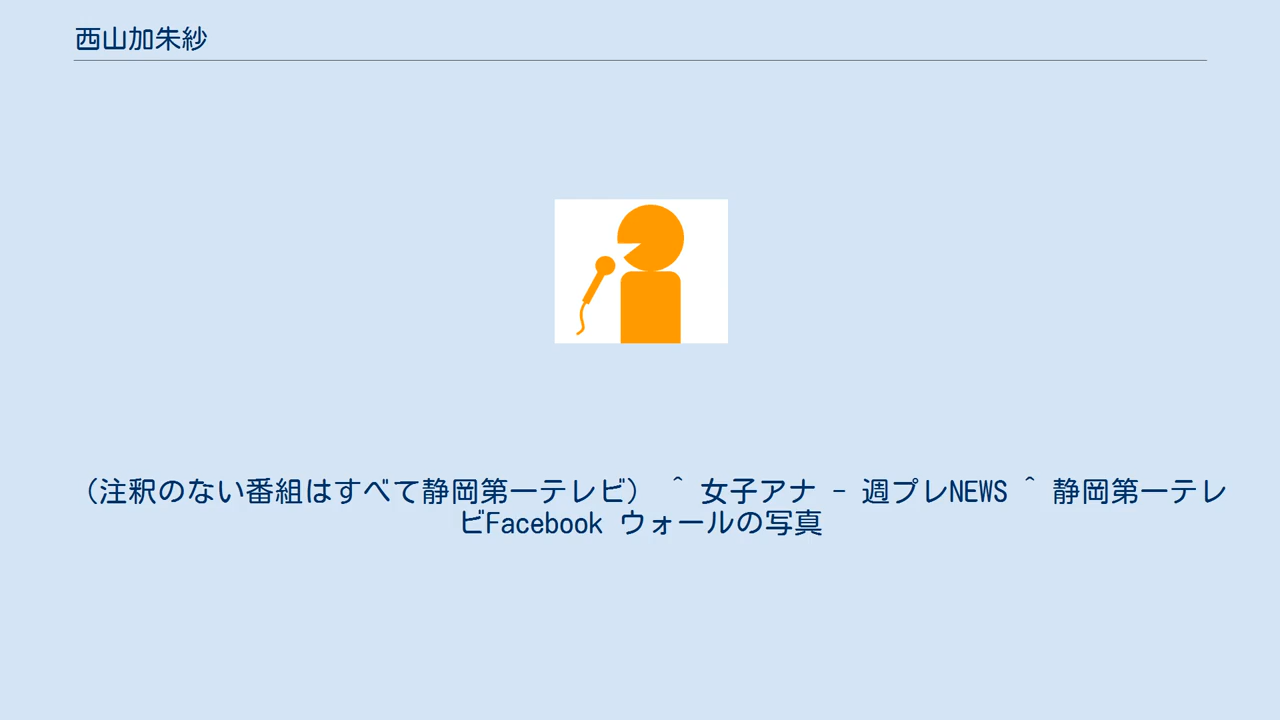 西山加朱紗
(注釈のない番組はすべて静岡第一テレビ) ^ 女子アナ - 週プレNEWS ^ 静岡第一テレ
ビFacebook ウォールの写真